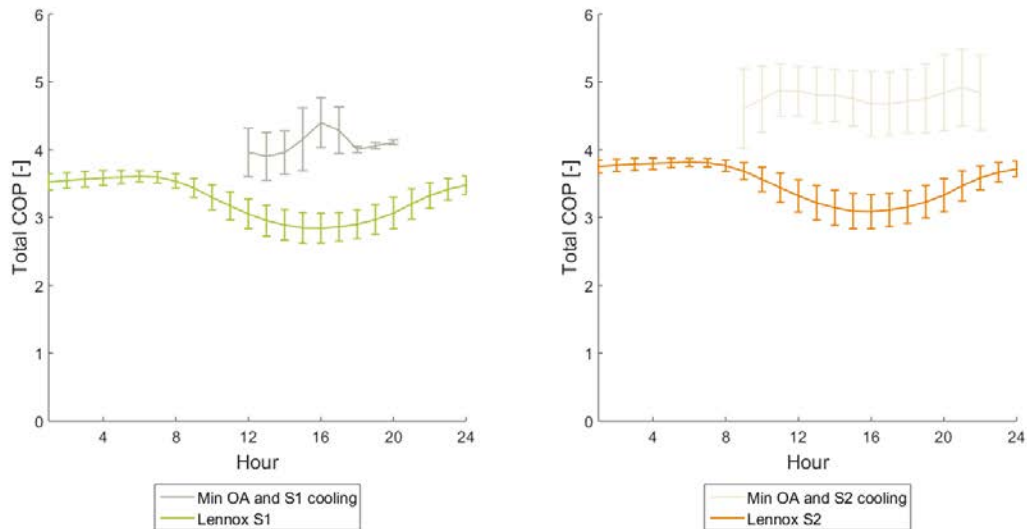 6
5
4
3
2
1
0
Total COP [-]
4 8 12 16 20 24
Hour
Min OA and S1 cooling
Lennox S1
6
5
4
3
2
1
0
Total COP [-]
4 8 12 16 20 24
Hour
Min OA and S2 cooling
Lennox S2